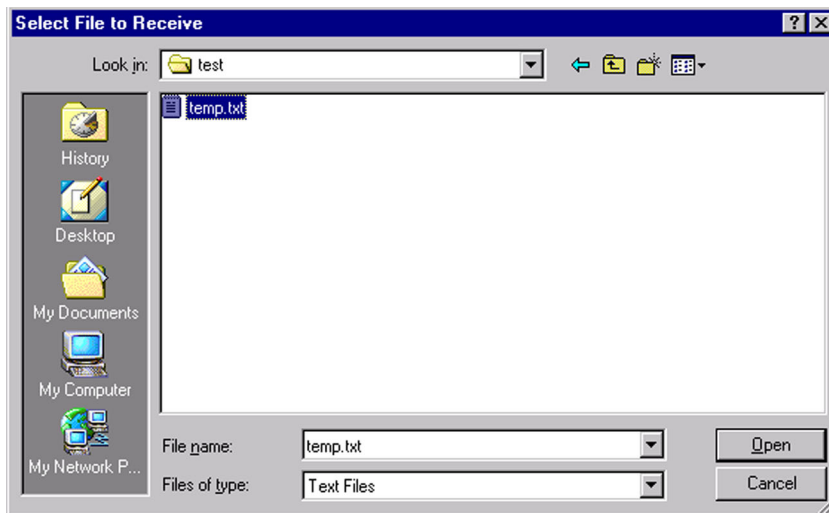 Select File to Receive
Look in: test
temp.txt
History
Desktop
My Documents
My Computer
My Network P...
File name: temp.txt Open
Files of type: Text Files Cancel